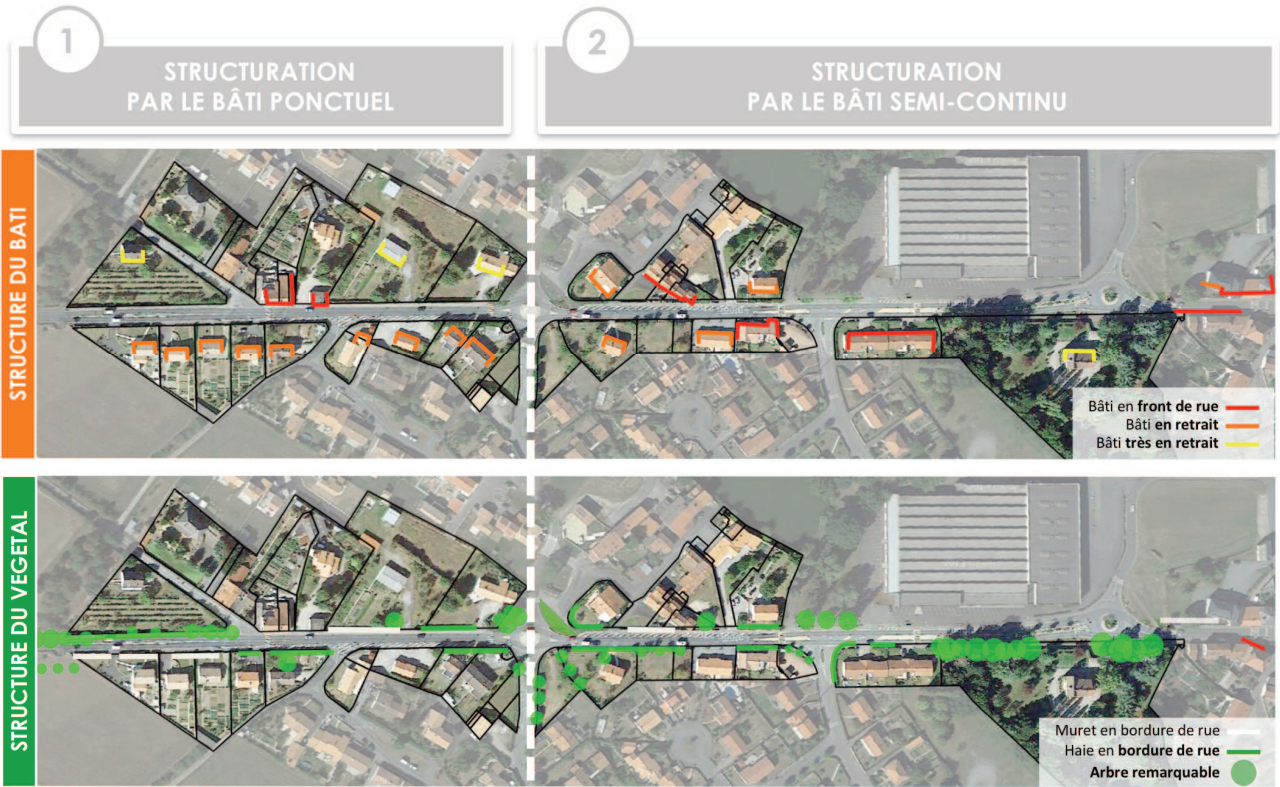 1
STRUCTURATION
PAR LE BÂTI PONCTUEL
2
STRUCTURATION
PAR LE BÂTI SEMI-CONTINU
STRUCTURE DU BATI
Bâti en front de rue
Bâti en retrait
Bâti très en retrait
STRUCTURE DU VEGETAL
Muret en bordure de rue
Haie en bordure de rue
Arbre remarquable